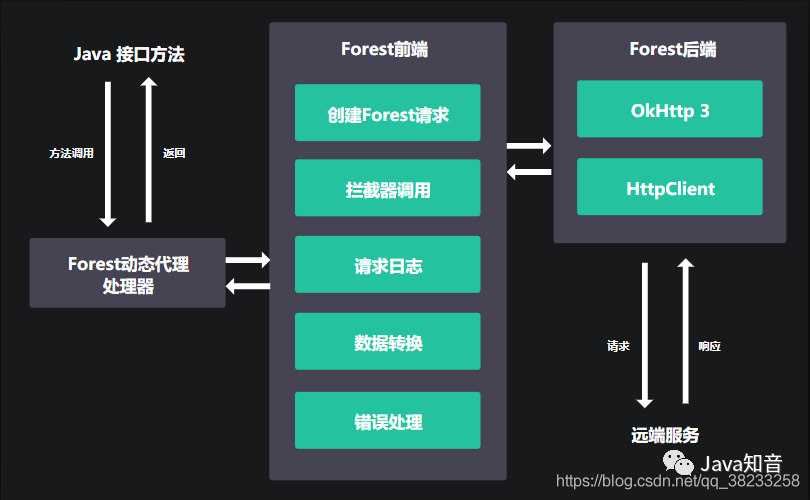 Java 接口方法
方法调用
返回
Forest动态代理
处理器
Forest前端
创建Forest请求
拦截器调用
请求日志
数据转换
错误处理
Forest后端
OkHttp 3
HttpClient
请求
响应
远端服务
Java知音
https://blog.csdn.net/qq_38233258